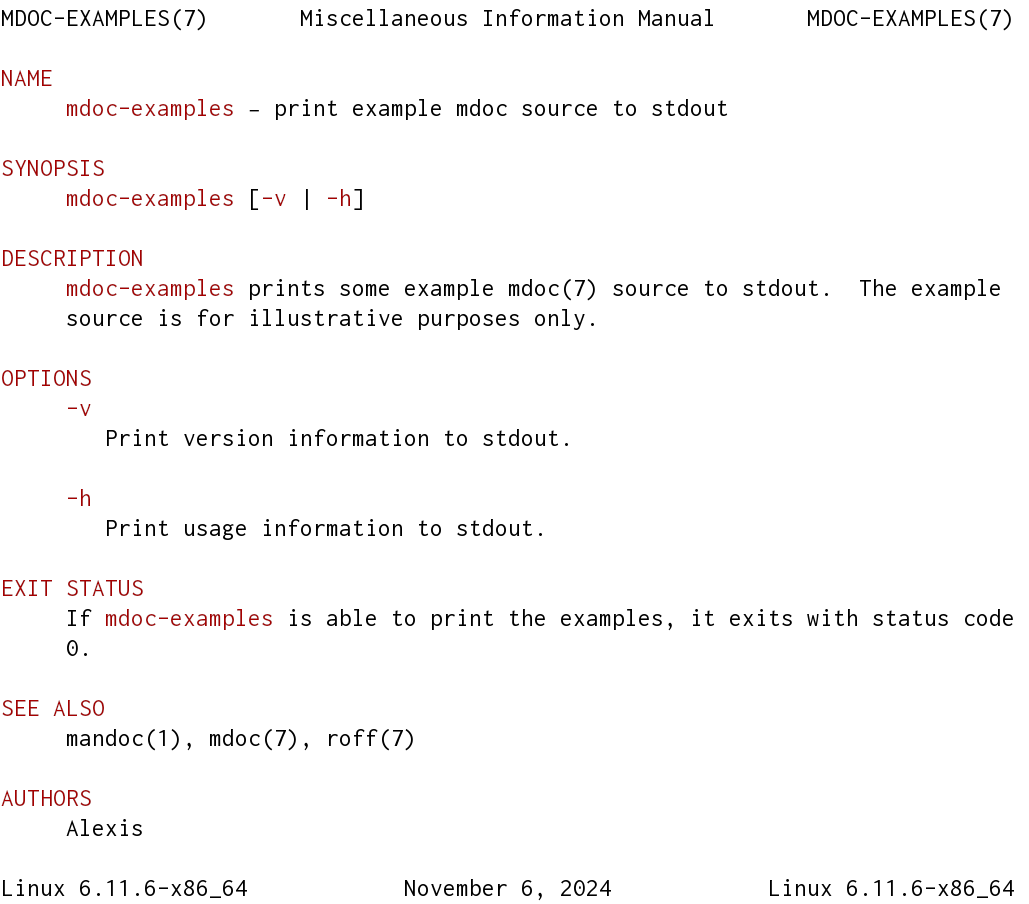 MDOC-EXAMPLES(7) Miscellaneous Information Manual MDOC-EXAMPLES(7)
NAME
mdoc-examples – print example mdoc source to stdout
SYNOPSIS
mdoc-examples [-v | -h]
DESCRIPTION
mdoc-examples prints some example mdoc(7) source to stdout. The example
source is for illustrative purposes only.
OPTIONS
-v
Print version information to stdout.
-h
Print usage information to stdout.
EXIT STATUS
If mdoc-examples is able to print the examples, it exits with status code
0.
SEE ALSO
mandoc(1), mdoc(7), roff(7)
AUTHORS
Alexis
Linux 6.11.6-x86_64 November 6, 2024 Linux 6.11.6-x86_64